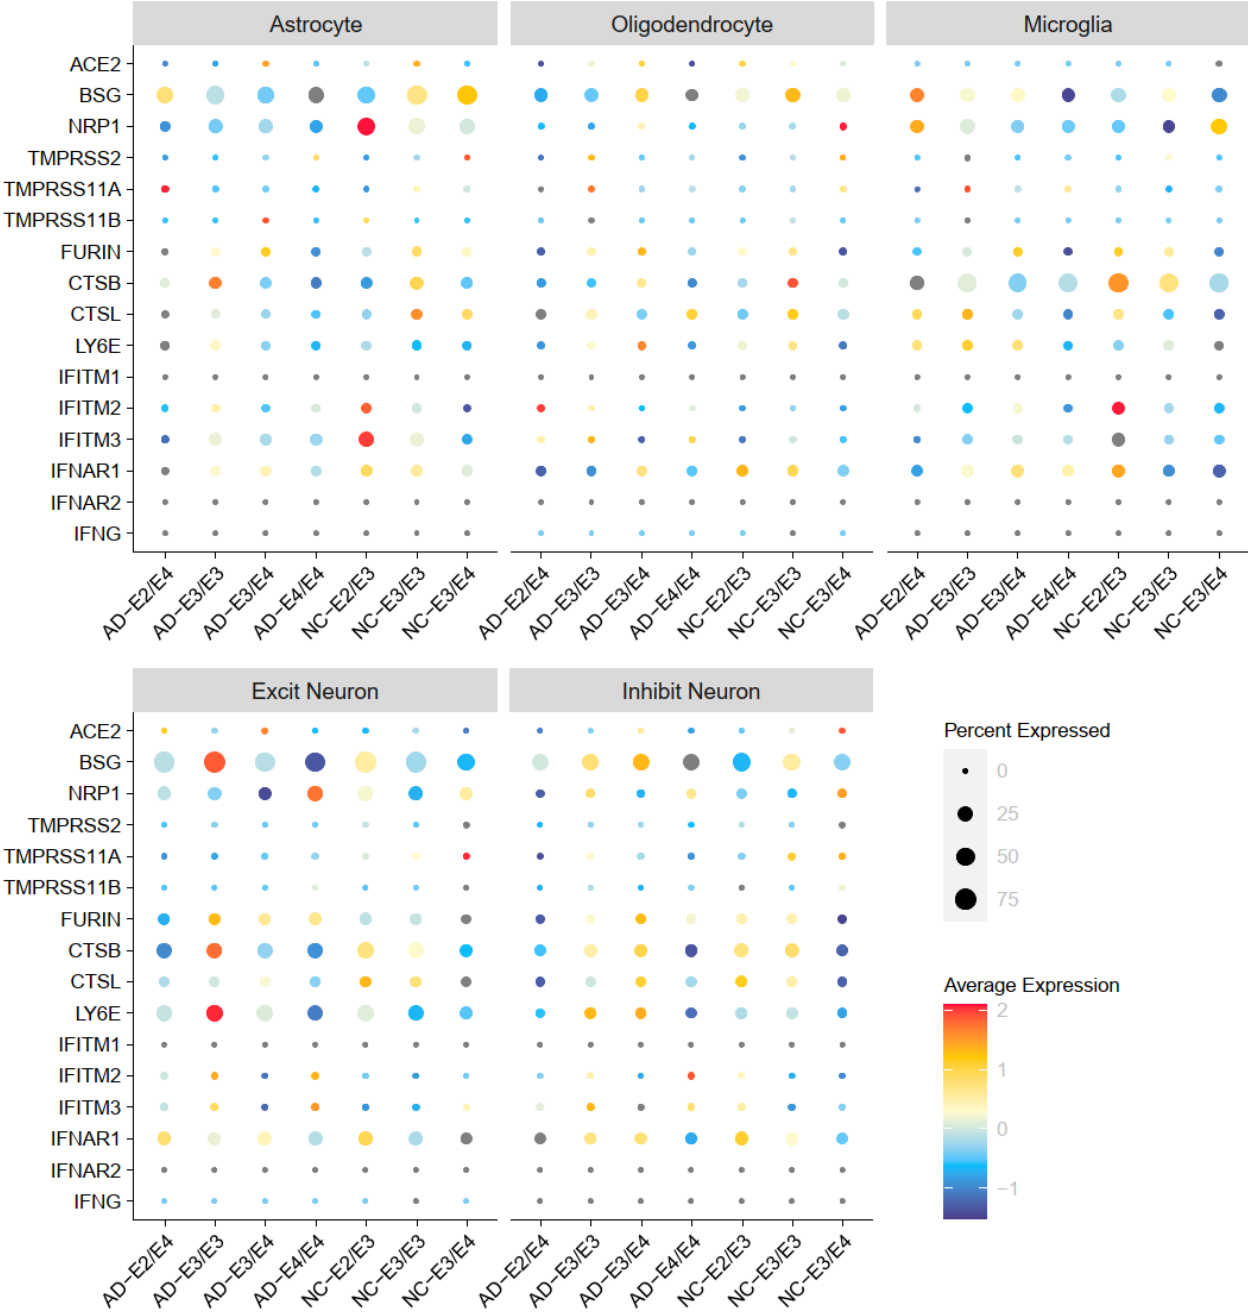 Astrocyte Oligodendrocyte Microglia
ACE2
BSG
NRP1
TMPRSS2
TMPRSS11A
TMPRSS11B
FURIN
CTSB
CTSL
LY6E
IFITM1
IFITM2
IFITM3
IFNAR1
IFNAR2
IFNG
AD−E2/E4 AD−E3/E3 AD−E3/E4 AD−E4/E4 NC−E2/E3 NC−E3/E3 NC−E3/E4 AD−E2/E4 AD−E3/E3 AD−E3/E4 AD−E4/E4 NC−E2/E3 NC−E3/E3 NC−E3/E4 AD−E2/E4 AD−E3/E3 AD−E3/E4 AD−E4/E4 NC−E2/E3 NC−E3/E3 NC−E3/E4
Excit Neuron Inhibit Neuron
ACE2
BSG
NRP1
TMPRSS2
TMPRSS11A
TMPRSS11B
FURIN
CTSB
CTSL
LY6E
IFITM1
IFITM2
IFITM3
IFNAR1
IFNAR2
IFNG
AD−E2/E4 AD−E3/E3 AD−E3/E4 AD−E4/E4 NC−E2/E3 NC−E3/E3 NC−E3/E4 AD−E2/E4 AD−E3/E3 AD−E3/E4 AD−E4/E4 NC−E2/E3 NC−E3/E3 NC−E3/E4
Percent Expressed
0
25
50
75
Average Expression
2
1
0
−1